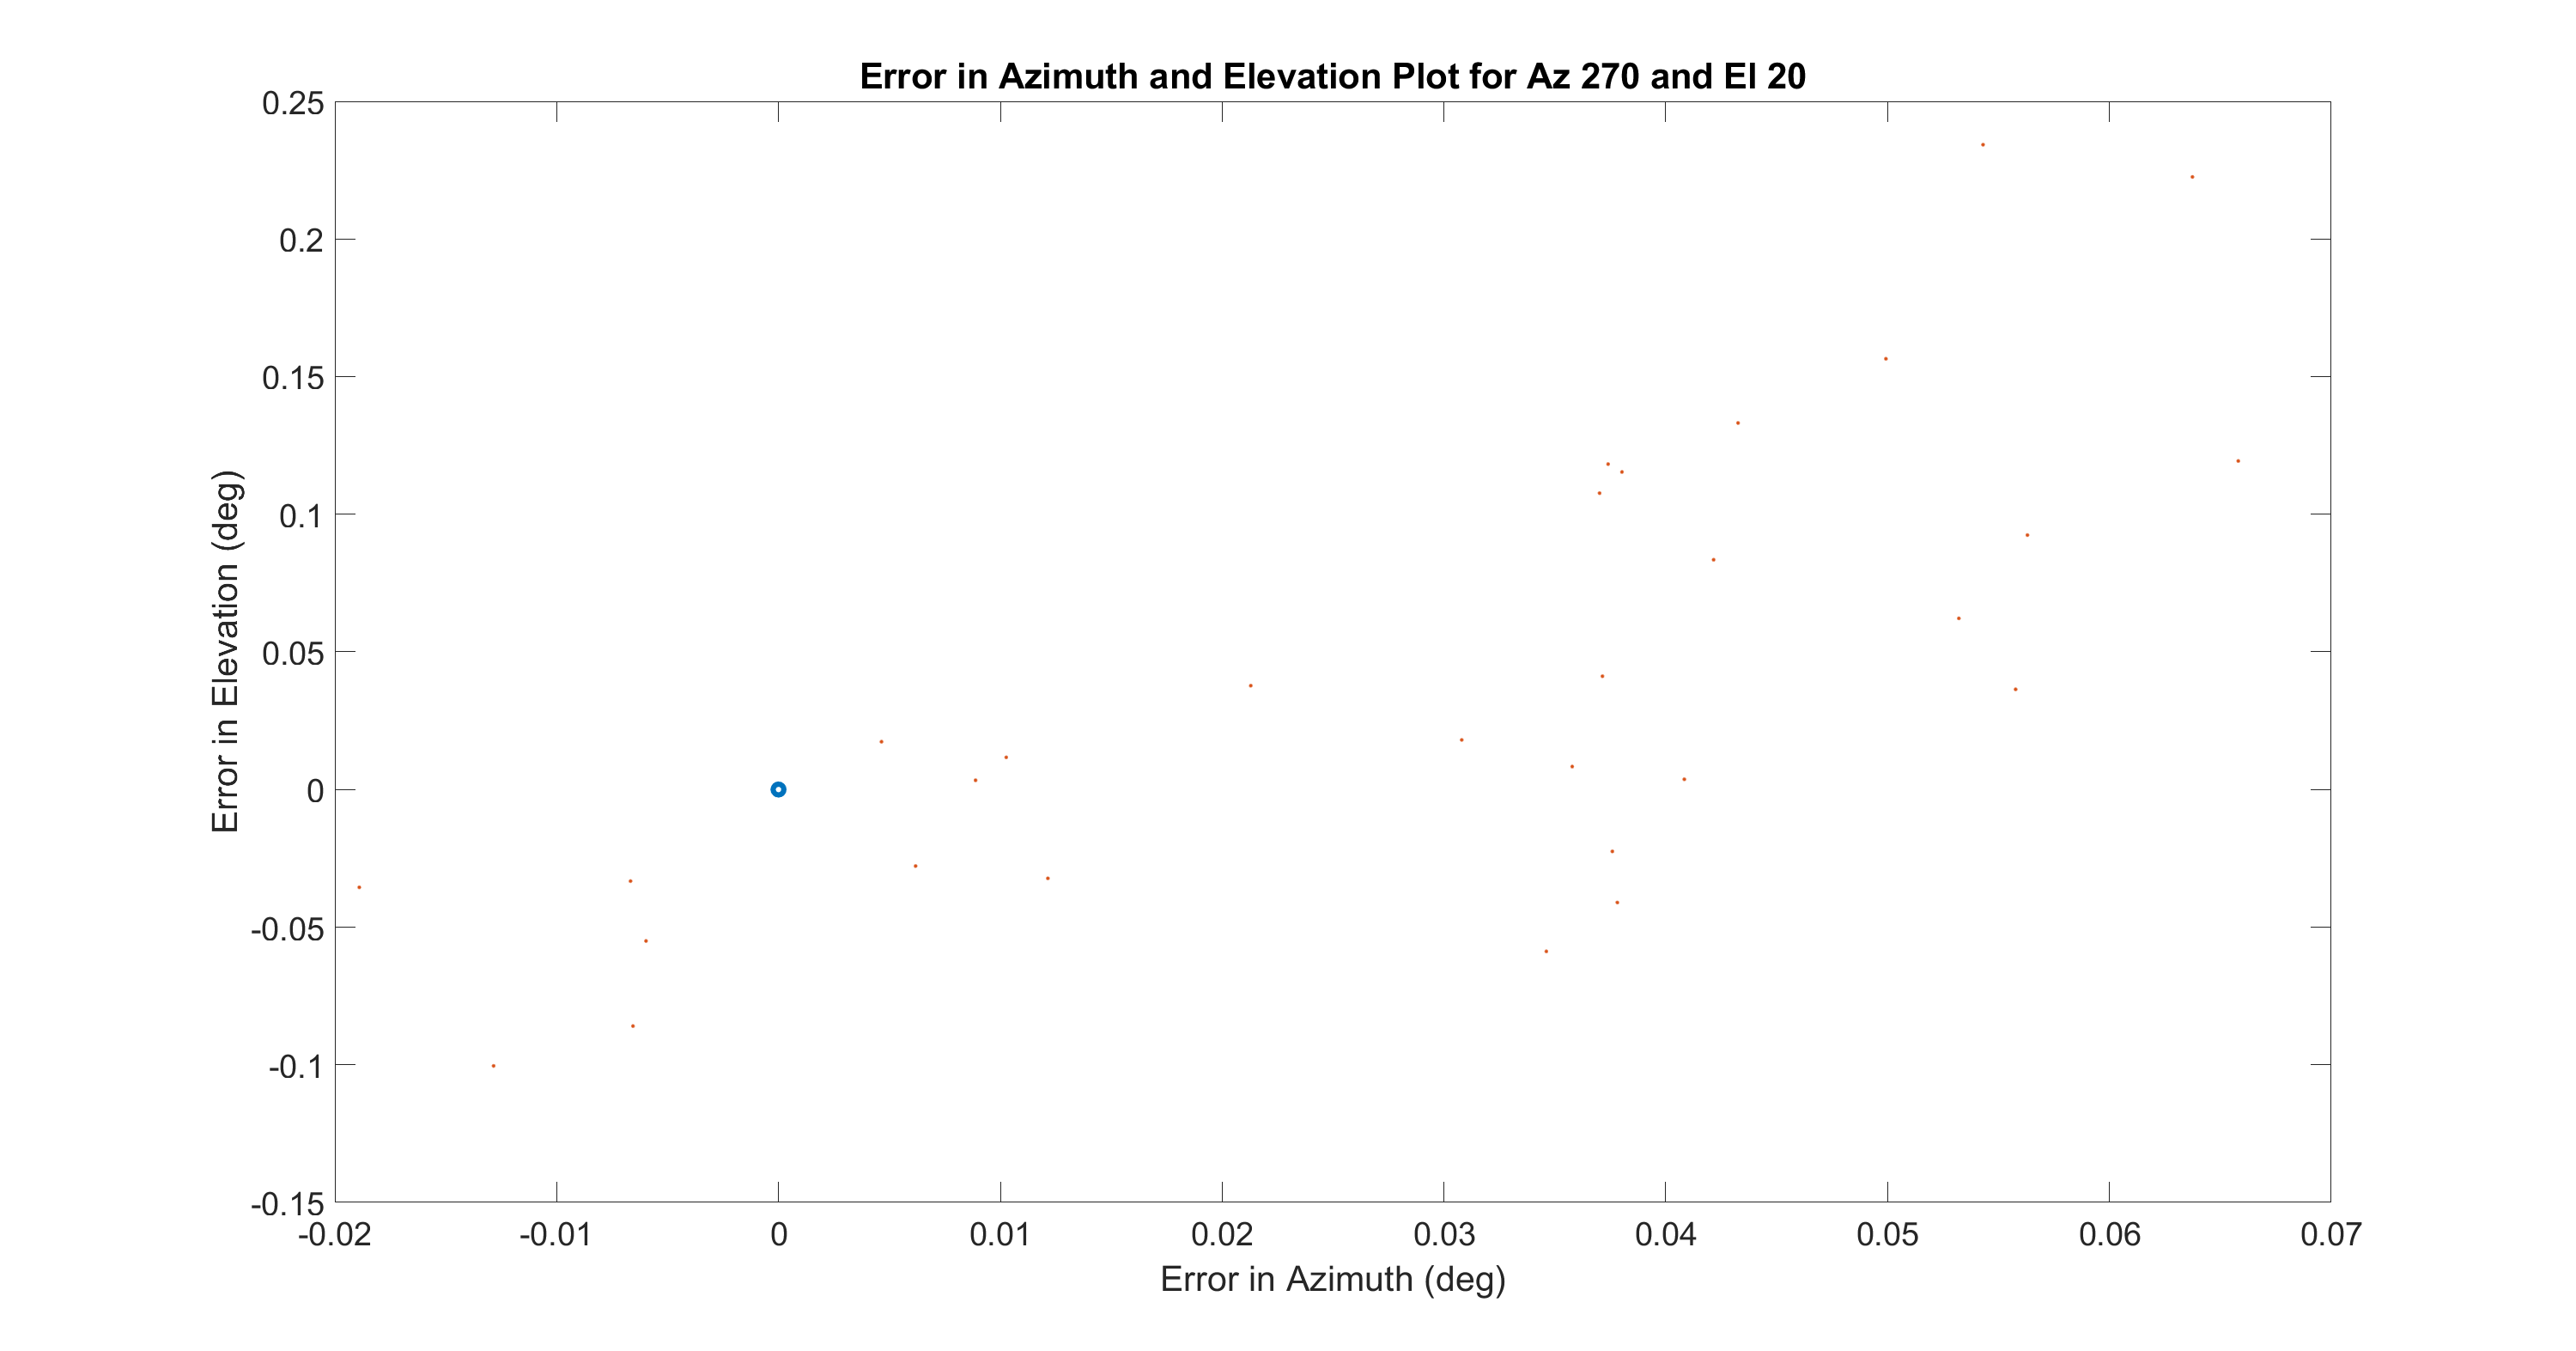 Error in Azimuth and Elevation Plot for Az 270 and El 20
0.25
0.2
0.15
0.1
0.05
0
-0.05
-0.1
-0.15
Error in Elevation (deg)
-0.02 -0.01 0 0.01 0.02 0.03 0.04 0.05 0.06 0.07
Error in Azimuth (deg)